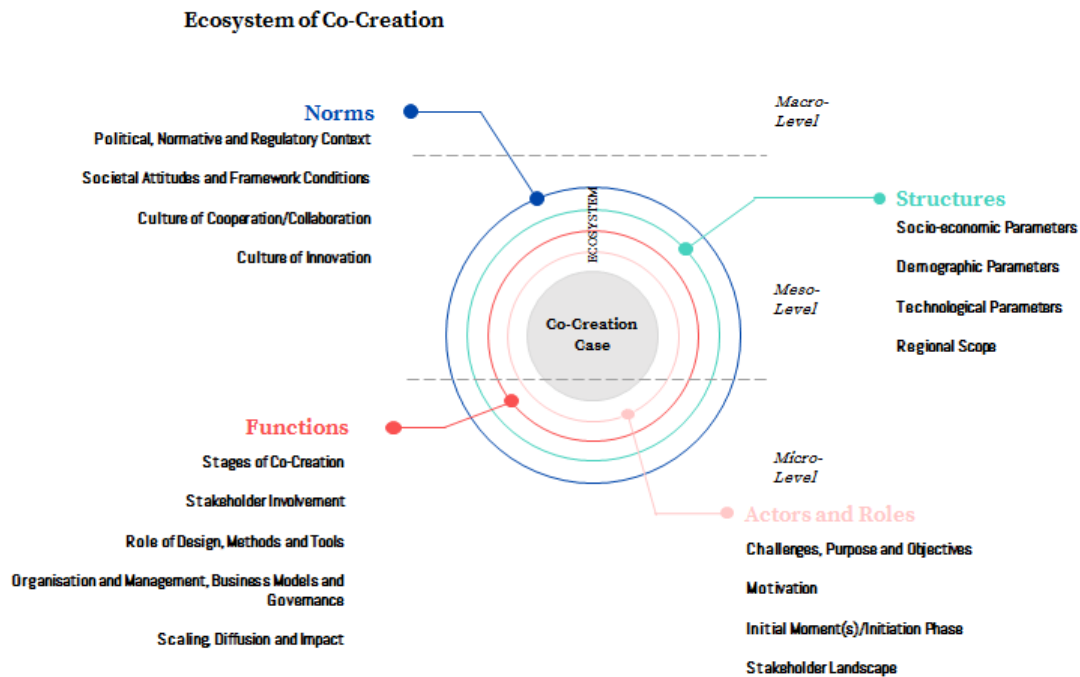 Ecosystem of Co-Creation
Macro-
Level
Norms
Political, Normative and Regulatory Context
Societal Attitudes and Framework Conditions
Culture of Cooperation/Collaboration
Culture of Innovation
ECOSYSTEM
Structures
Socio-economic Parameters
Demographic Parameters
Technological Parameters
Regional Scope
Meso-
Level
Co-Creation
Case
Functions
Stages of Co-Creation
Stakeholder Involvement
Role of Design, Methods and Tools
Organisation and Management, Business Models and
Governance
Scaling, Diffusion and Impact
Micro-
Level
Actors and Roles
Challenges, Purpose and Objectives
Motivation
Initial Moment(s)/Initiation Phase
Stakeholder Landscape